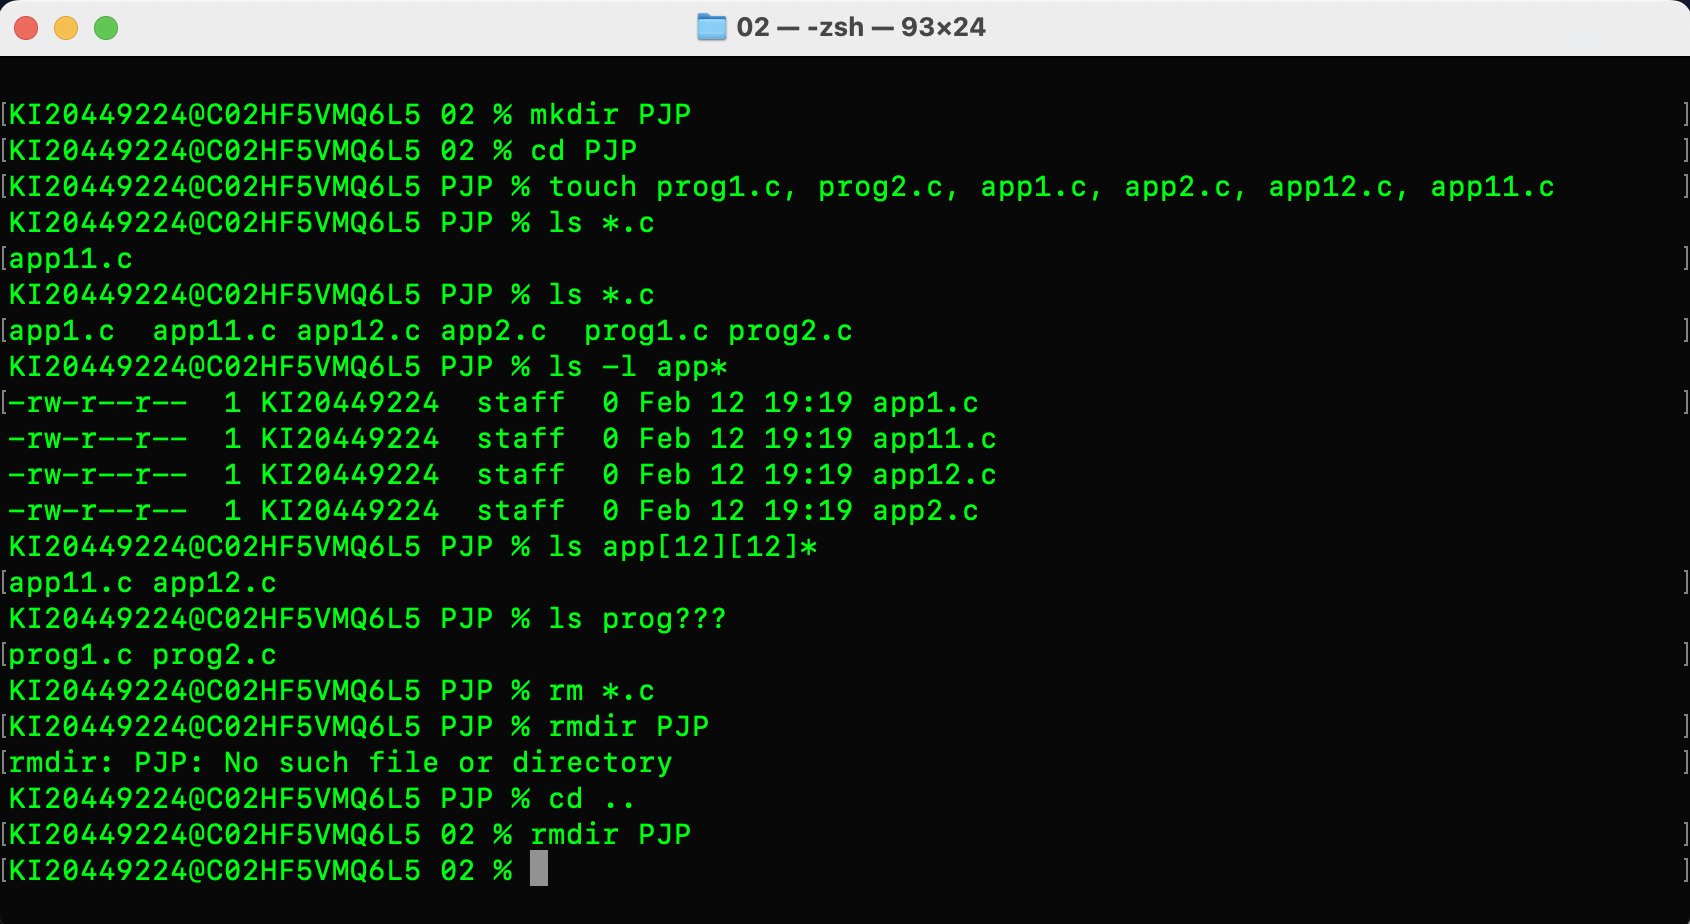 02 — -zsh — 93×24
[KI20449224@C02HF5VMQ6L5 02 % mkdir PJP ]
[KI20449224@C02HF5VMQ6L5 02 % cd PJP ]
[KI20449224@C02HF5VMQ6L5 PJP % touch prog1.c, prog2.c, app1.c, app2.c, app12.c, app11.c ]
KI20449224@C02HF5VMQ6L5 PJP % ls *.c
[app11.c ]
KI20449224@C02HF5VMQ6L5 PJP % ls *.c
[app1.c  app11.c app12.c app2.c  prog1.c prog2.c ]
KI20449224@C02HF5VMQ6L5 PJP % ls -l app*
[-rw-r--r--  1 KI20449224  staff  0 Feb 12 19:19 app1.c ]
-rw-r--r--  1 KI20449224  staff  0 Feb 12 19:19 app11.c
-rw-r--r--  1 KI20449224  staff  0 Feb 12 19:19 app12.c
-rw-r--r--  1 KI20449224  staff  0 Feb 12 19:19 app2.c
KI20449224@C02HF5VMQ6L5 PJP % ls app[12][12]*
[app11.c app12.c ]
KI20449224@C02HF5VMQ6L5 PJP % ls prog???
[prog1.c prog2.c ]
KI20449224@C02HF5VMQ6L5 PJP % rm *.c
[KI20449224@C02HF5VMQ6L5 PJP % rmdir PJP ]
[rmdir: PJP: No such file or directory ]
KI20449224@C02HF5VMQ6L5 PJP % cd ..
[KI20449224@C02HF5VMQ6L5 02 % rmdir PJP ]
[KI20449224@C02HF5VMQ6L5 02 % ]